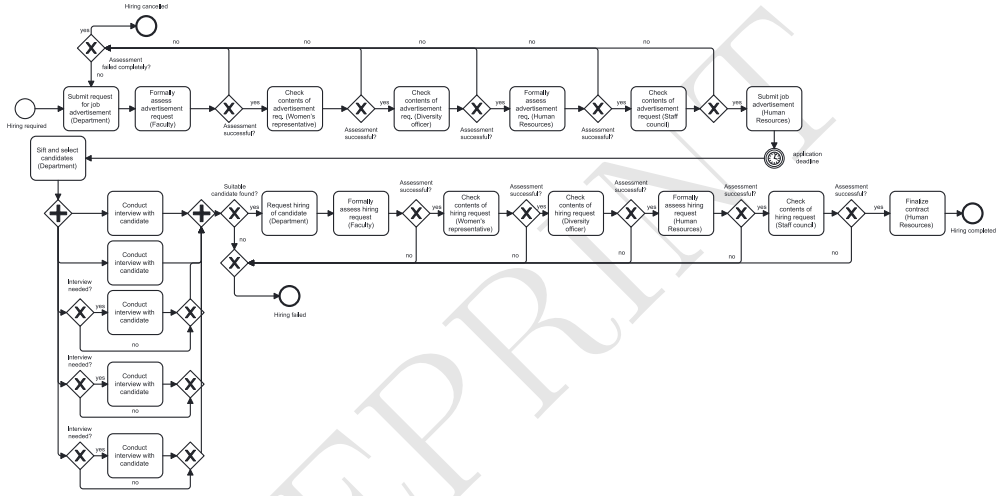 Hiring cancelled
yes
no
no
no
no
no
Assessment
failed completely?
no
Hiring required
Submit request
for job
advertisement
(Department)
Formally
assess
advertisement
request
(Faculty)
yes
Assessment
successful?
Check
contents of
advertisement
req. (Women's
representative)
yes
Assessment
successful?
Check
contents of
advertisement
req. (Diversity
officer)
yes
Assessment
successful?
Formally
assess
advertisement
req. (Human
Resources)
yes
Assessment
successful?
Check
contents of
advertisement
request (Staff
council)
yes
Submit job
advertisement
(Human
Resources)
application
deadline
Sift and select
candidates
(Department)
Conduct
interview with
candidate
Suitable
candidate found?
yes
no
Request hiring
of candidate
(Department)
Formally
assess hiring
request
(Faculty)
Assessment
successful?
yes
no
Check
contents of
hiring request
(Women's
representative)
Assessment
successful?
yes
no
Check
contents of
hiring request
(Diversity
officer)
Assessment
successful?
yes
no
Formally
assess hiring
request
(Human
Resources)
Assessment
successful?
yes
no
Check
contents of
hiring request
(Staff council)
Assessment
successful?
yes
no
Finalize
contract
(Human
Resources)
Hiring completed
Hiring failed
Conduct
interview with
candidate
Interview
needed?
yes
Conduct
interview with
candidate
no
Interview
needed?
yes
Conduct
interview with
candidate
no
Interview
needed?
yes
Conduct
interview with
candidate
no
EPRINT